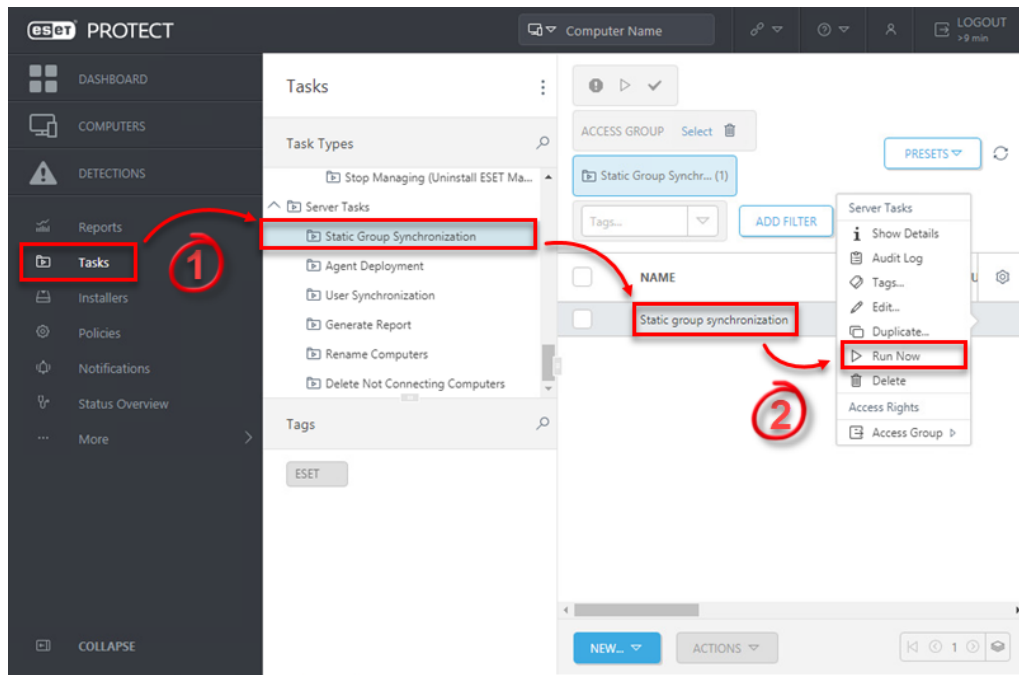 eset PROTECT
Computer Name
LOGOUT
>9 min
DASHBOARD
COMPUTERS
DETECTIONS
Reports
Tasks
Installers
Policies
Notifications
Status Overview
More
COLLAPSE
1
Tasks
Task Types
Stop Managing (Uninstall ESET Ma...
Server Tasks
Static Group Synchronization
Agent Deployment
User Synchronization
Generate Report
Rename Computers
Delete Not Connecting Computers
Tags
ESET
ACCESS GROUP Select
PRESETS
Static Group Synchr... (1)
Tags...
ADD FILTER
NAME
Static group synchronization
2
Server Tasks
Show Details
Audit Log
Tags...
Edit...
Duplicate...
Run Now
Delete
Access Rights
Access Group
NEW...
ACTIONS
1